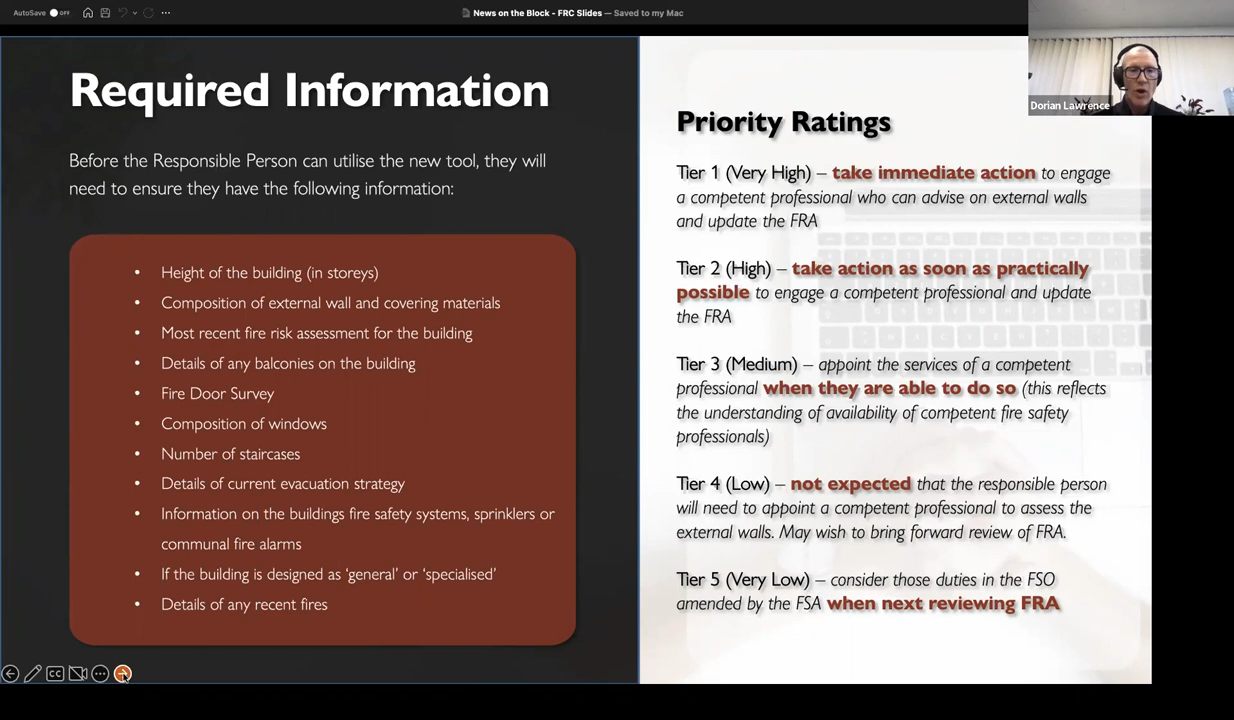 AutoSave OFF
News on the Block - FRC Slides — Saved to my Mac
Dorian Lawrence
Required Information
Before the Responsible Person can utilise the new tool, they will
need to ensure they have the following information:
• Height of the building (in storeys)
• Composition of external wall and covering materials
• Most recent fire risk assessment for the building
• Details of any balconies on the building
• Fire Door Survey
• Composition of windows
• Number of staircases
• Details of current evacuation strategy
• Information on the buildings fire safety systems, sprinklers or
communal fire alarms
• If the building is designed as ‘general’ or ‘specialised’
• Details of any recent fires
CC
Priority Ratings
Tier 1 (Very High) – take immediate action to engage
a competent professional who can advise on external walls
and update the FRA
Tier 2 (High) – take action as soon as practically
possible to engage a competent professional and update
the FRA
Tier 3 (Medium) – appoint the services of a competent
professional when they are able to do so (this reflects
the understanding of availability of competent fire safety
professionals)
Tier 4 (Low) – not expected that the responsible person
will need to appoint a competent professional to assess the
external walls. May wish to bring forward review of FRA.
Tier 5 (Very Low) – consider those duties in the FSO
amended by the FSA when next reviewing FRA